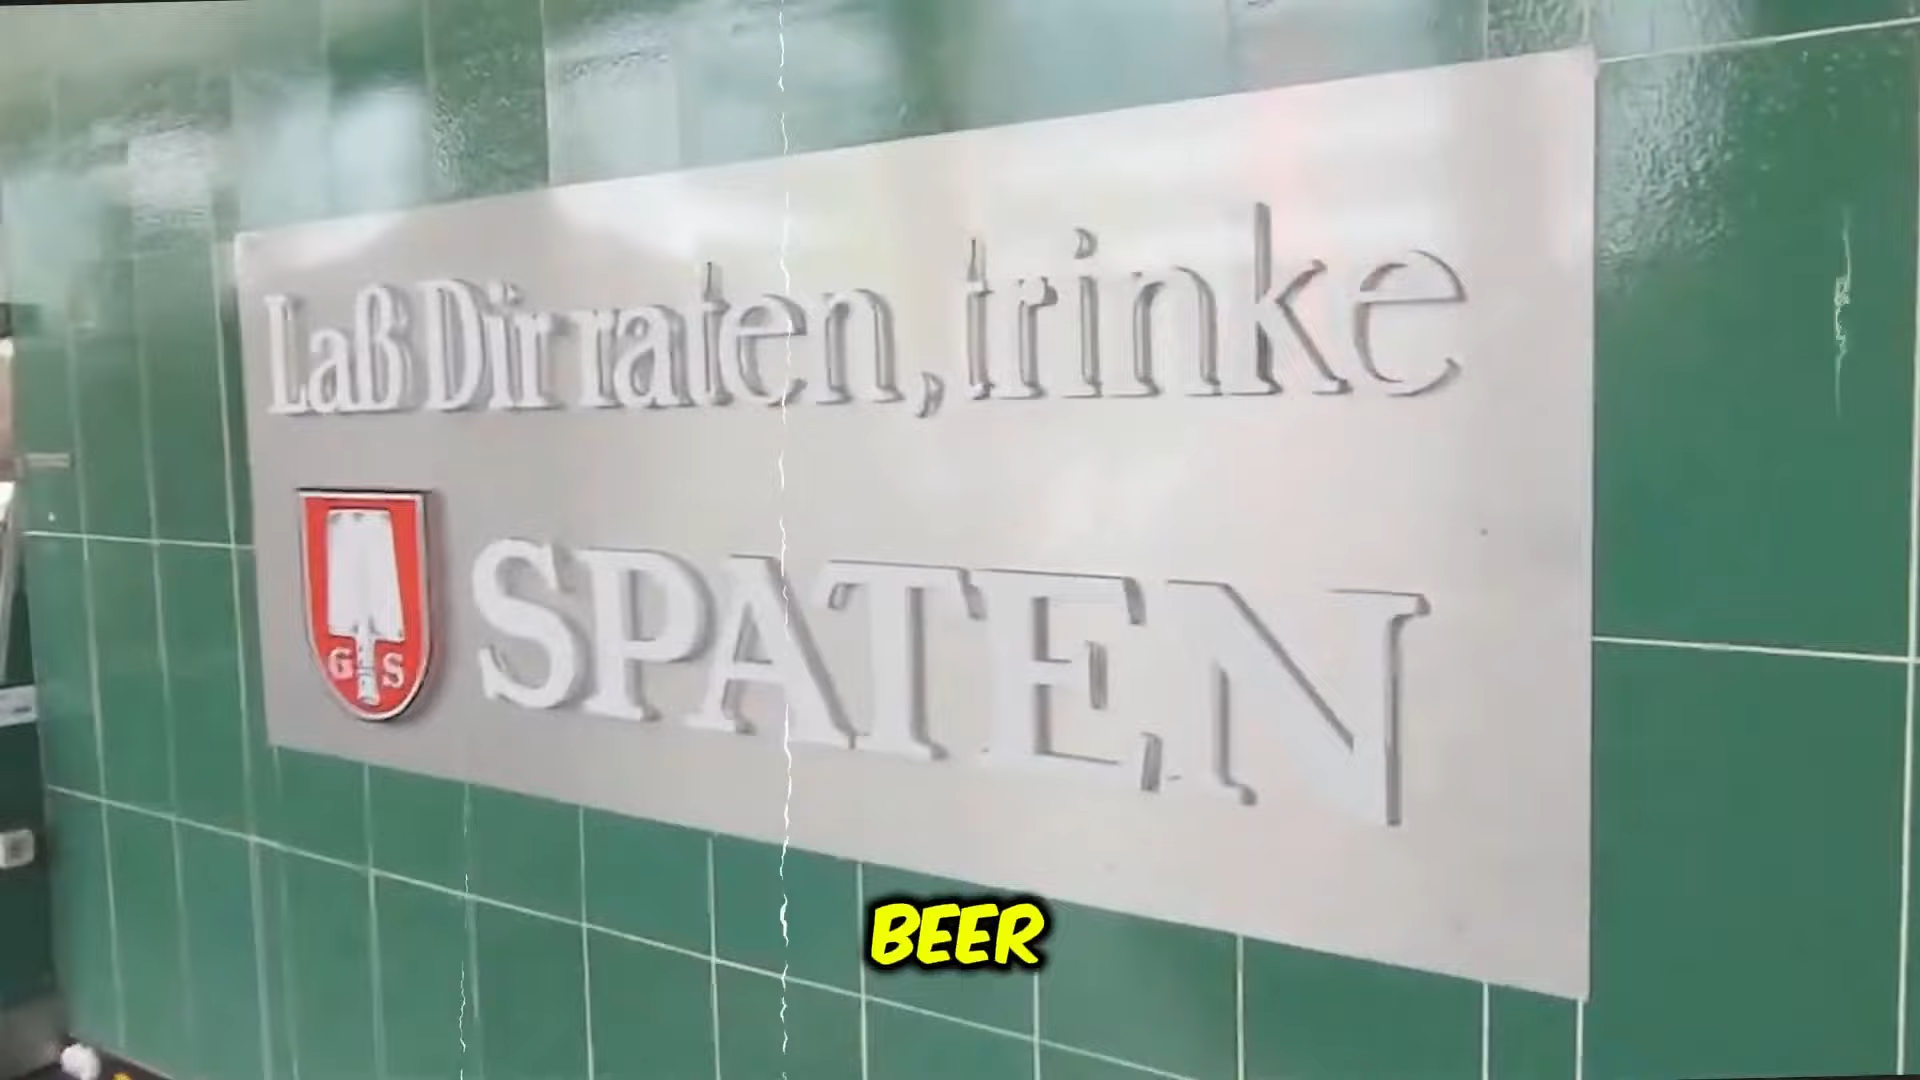 Laß Dir raten, trinke
G S
SPATEN
BEER